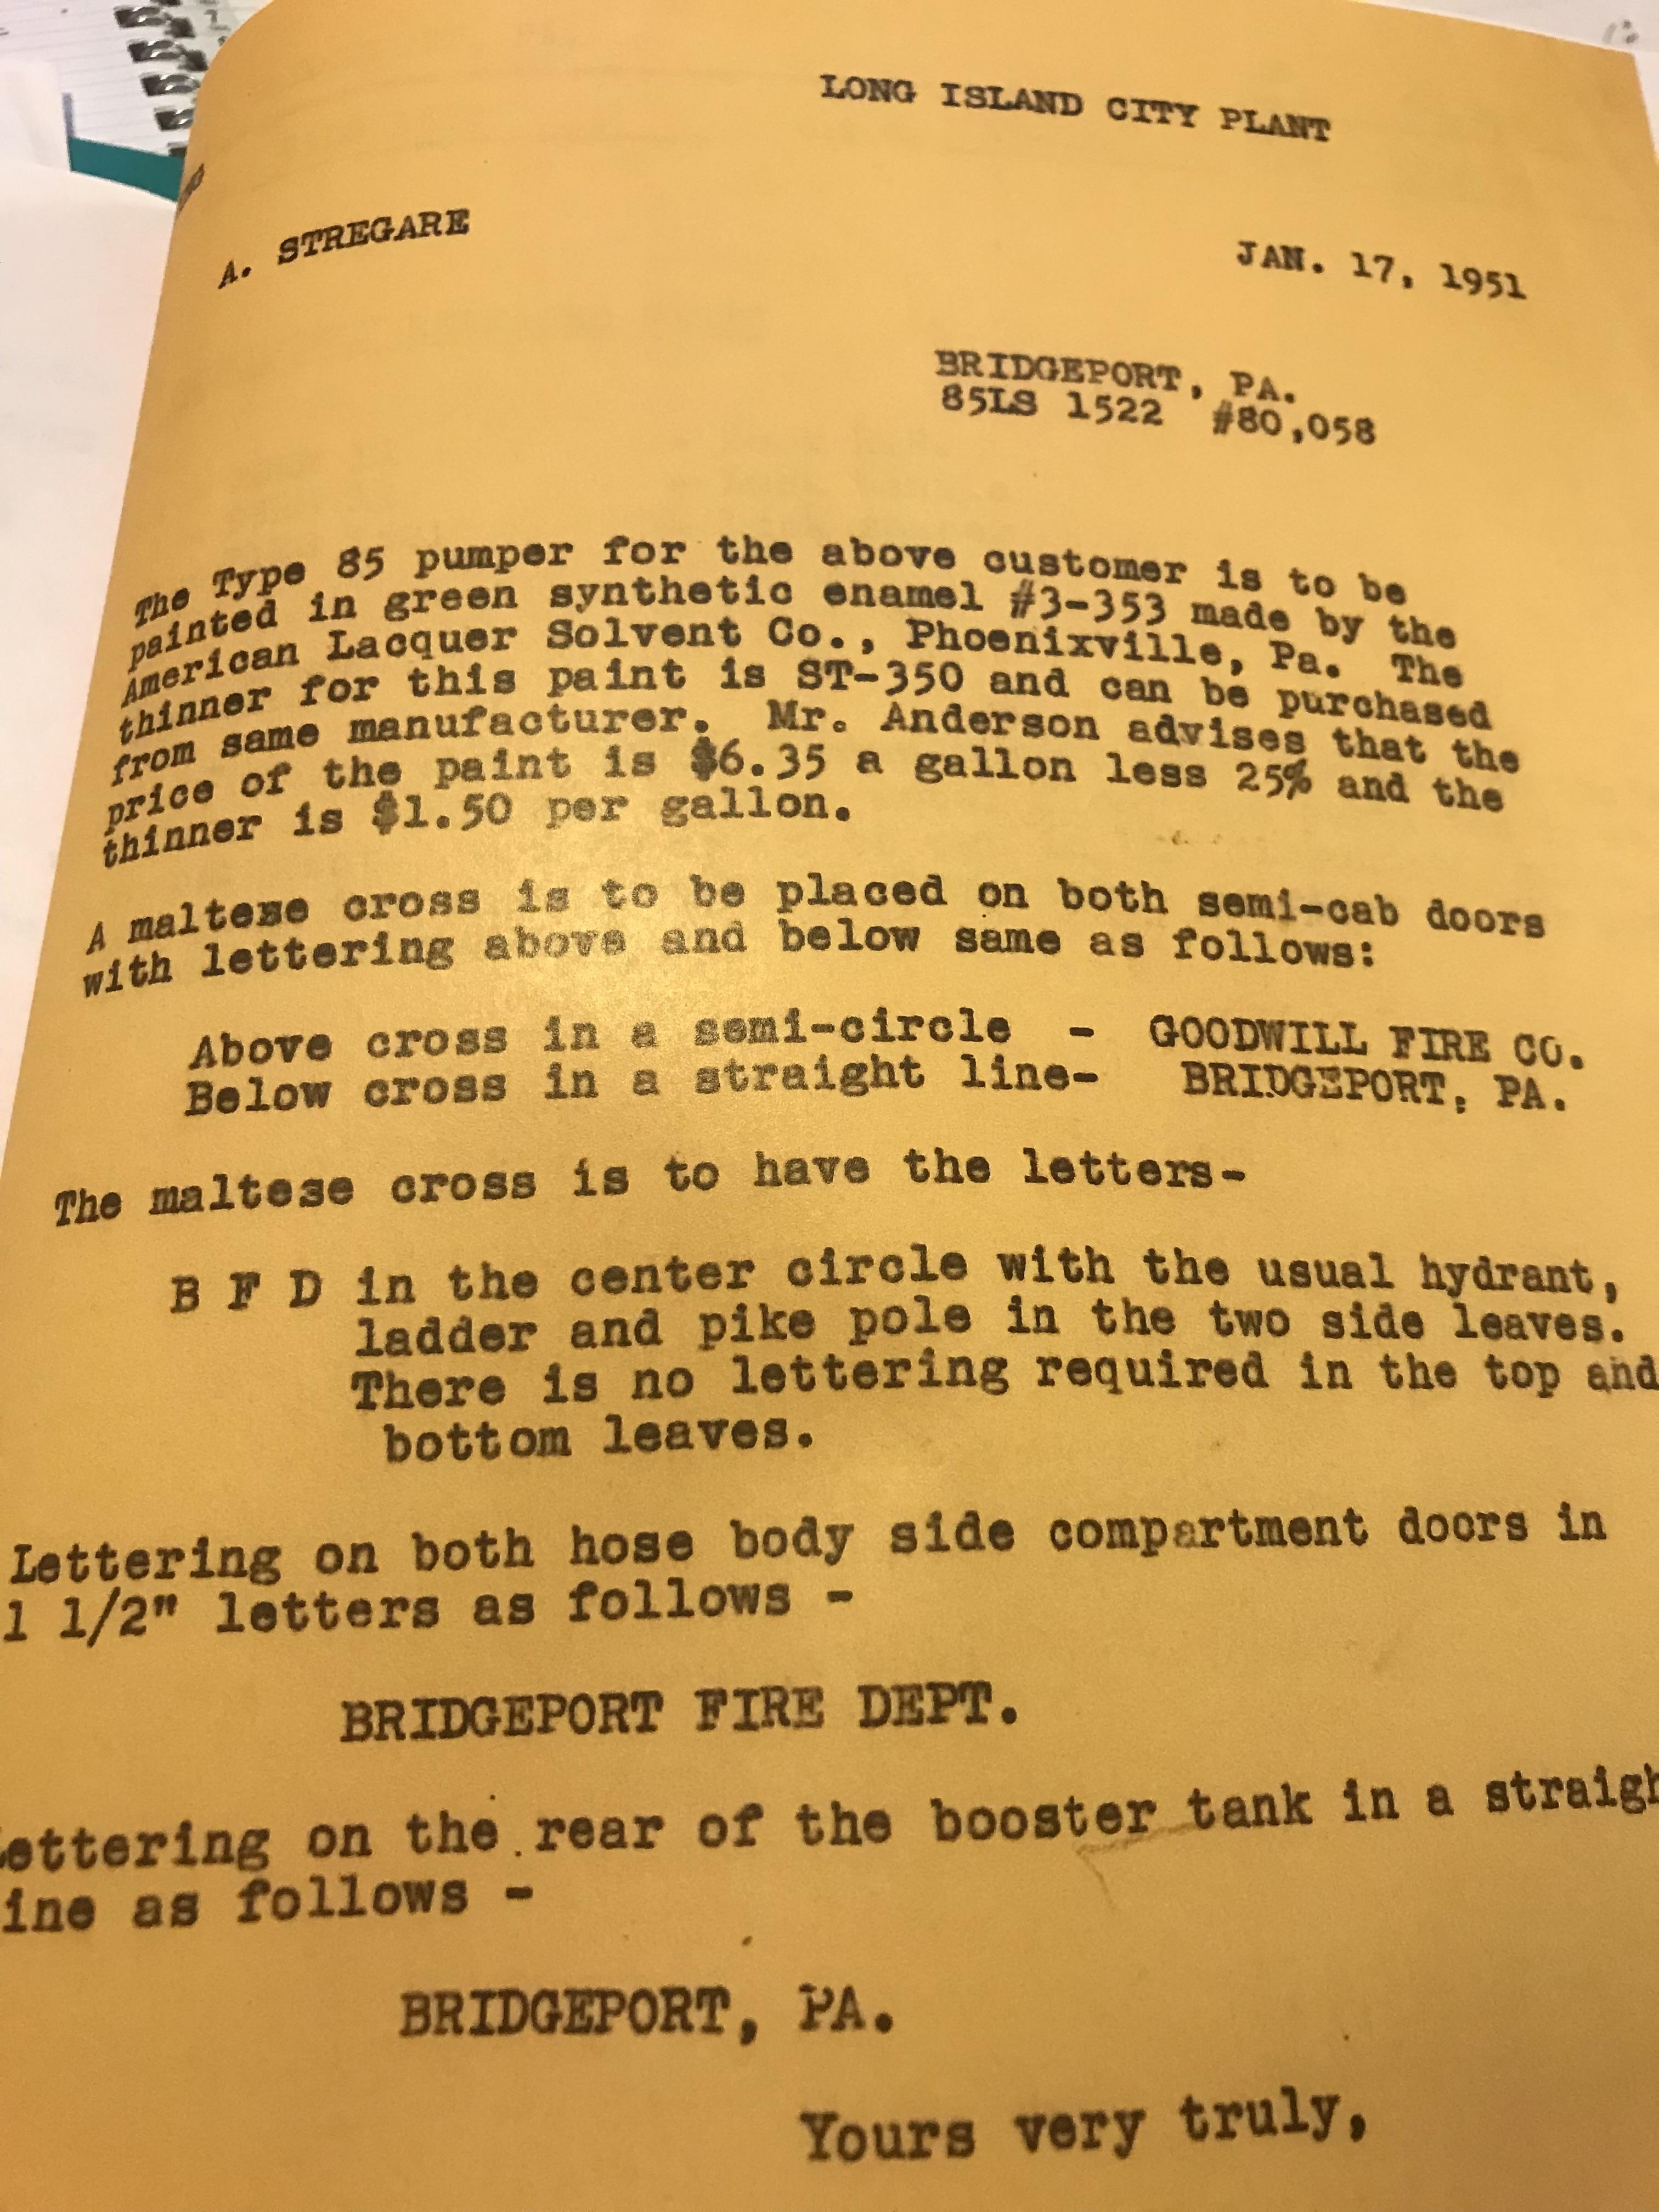 LONG ISLAND CITY PLANT
A. STREGARE
JAN. 17, 1951
BRIDGEPORT, PA.
85LS 1522 #80,058
The Type 85 pumper for the above customer is to be
painted in green synthetic enamel #3-353 made by the
American Lacquer Solvent Co., Phoenixville, Pa. The
thinner for this paint is ST-350 and can be purchased
from same manufacturer. Mr. Anderson advises that the
price of the paint is $6.35 a gallon less 25% and the
thinner is $1.50 per gallon.
A maltese cross is to be placed on both semi-cab doors
with lettering above and below same as follows:
Above cross in a semi-circle - GOODWILL FIRE CO.
Below cross in a straight line- BRIDGEPORT, PA.
The maltese cross is to have the letters-
B F D in the center circle with the usual hydrant,
ladder and pike pole in the two side leaves.
There is no lettering required in the top and
bottom leaves.
Lettering on both hose body side compartment doors in
1 1/2" letters as follows -
BRIDGEPORT FIRE DEPT.
Lettering on the rear of the booster tank in a straigh
ine as follows -
BRIDGEPORT, PA.
Yours very truly,